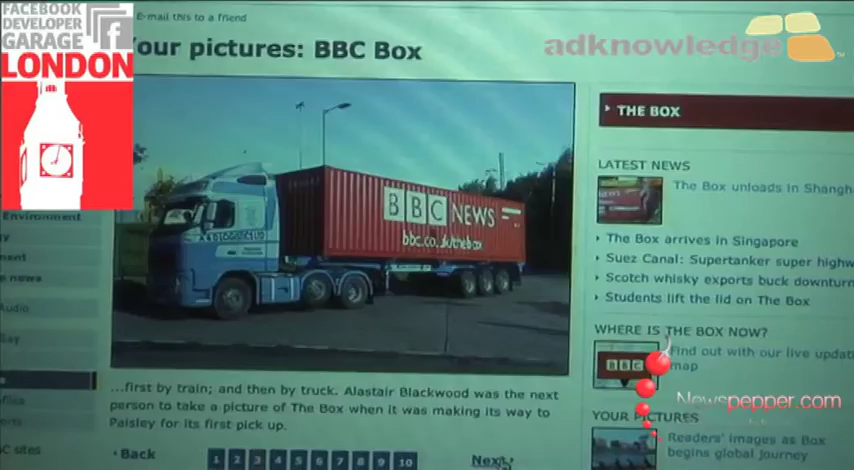 FACEBOOK
DEVELOPER
GARAGE
LONDON
E-mail this to a friend
Your pictures: BBC Box
adknowledge
THE BOX
LATEST NEWS
The Box unloads in Shangh
The Box arrives in Singapore
Suez Canal: Supertanker super highw
Scotch whisky exports buck downturn
Students lift the lid on The Box
WHERE IS THE BOX NOW?
Find out with our live updati
map
BBC
Newspepper.com
YOUR PICTURES
Readers' images as Box
begins global journey
BBC NEWS
bbc.co.uk/thebox
Environment
e news
Audio
BBC sites
...first by train; and then by truck. Alastair Blackwood was the next
person to take a picture of The Box when it was making its way to
Paisley for its first pick up.
Back
1 2 3 4 5 6 7 8 9 10
Next